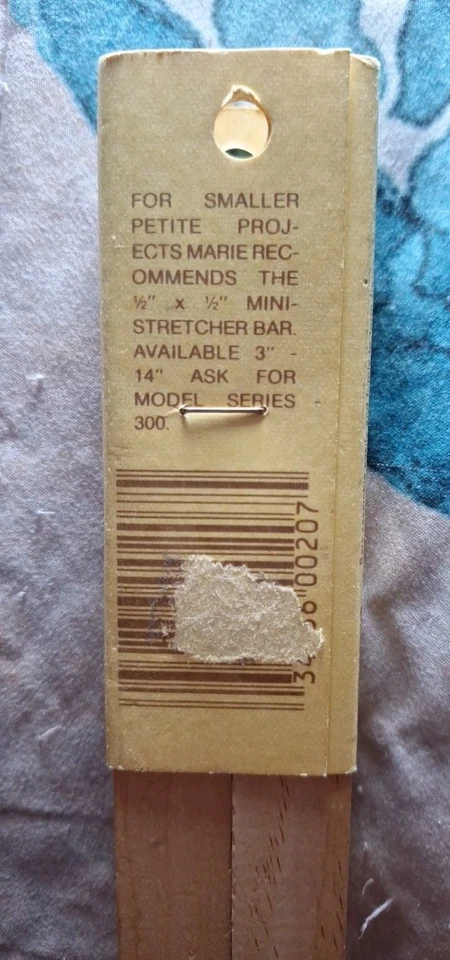 FOR SMALLER
PETITE PROJ-
ECTS MARIE REC-
OMMENDS THE
½" x ½" MINI-
STRETCHER BAR.
AVAILABLE 3" -
14" ASK FOR
MODEL SERIES
300.
00207